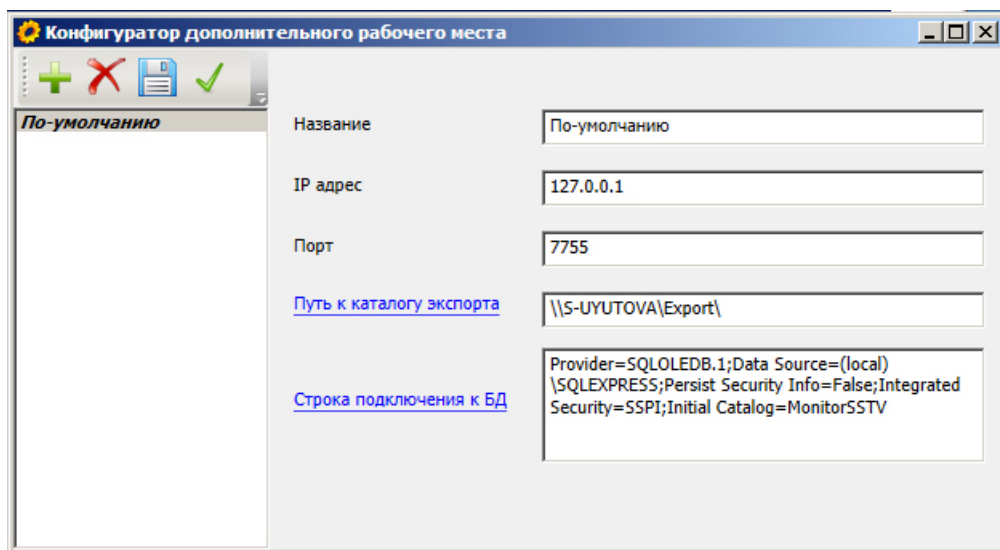 Конфигуратор дополнительного рабочего места
По-умолчанию
Название
По-умолчанию
IP адрес
127.0.0.1
Порт
7755
Путь к каталогу экспорта
\\S-UYUTOVA\Export\
Строка подключения к БД
Provider=SQLOLEDB.1;Data Source=(local)
\SQLEXPRESS;Persist Security Info=False;Integrated
Security=SSPI;Initial Catalog=MonitorSSTV